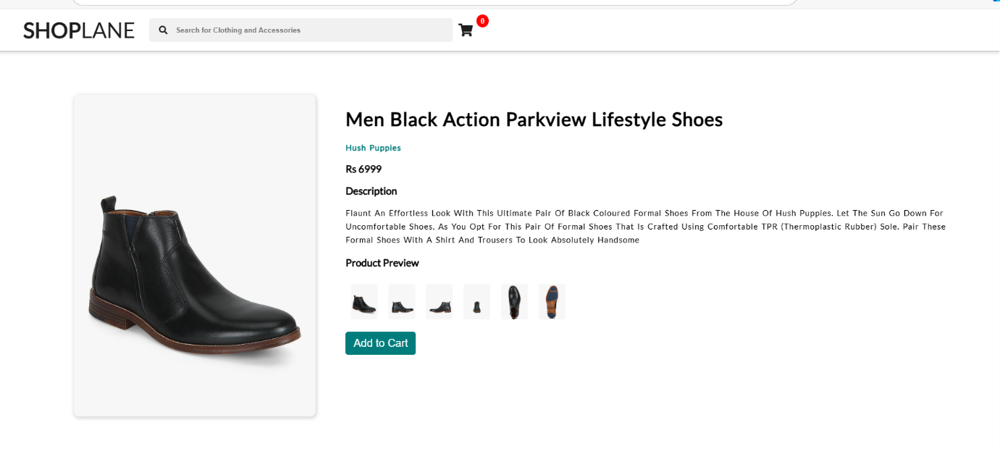 SHOPLANE
Search for Clothing and Accessories
0
Men Black Action Parkview Lifestyle Shoes
Hush Puppies
Rs 6999
Description
Flaunt An Effortless Look With This Ultimate Pair Of Black Coloured Formal Shoes From The House Of Hush Puppies. Let The Sun Go Down For
Uncomfortable Shoes, As You Opt For This Pair Of Formal Shoes That Is Crafted Using Comfortable TPR (Thermoplastic Rubber) Sole. Pair These
Formal Shoes With A Shirt And Trousers To Look Absolutely Handsome
Product Preview
Add to Cart